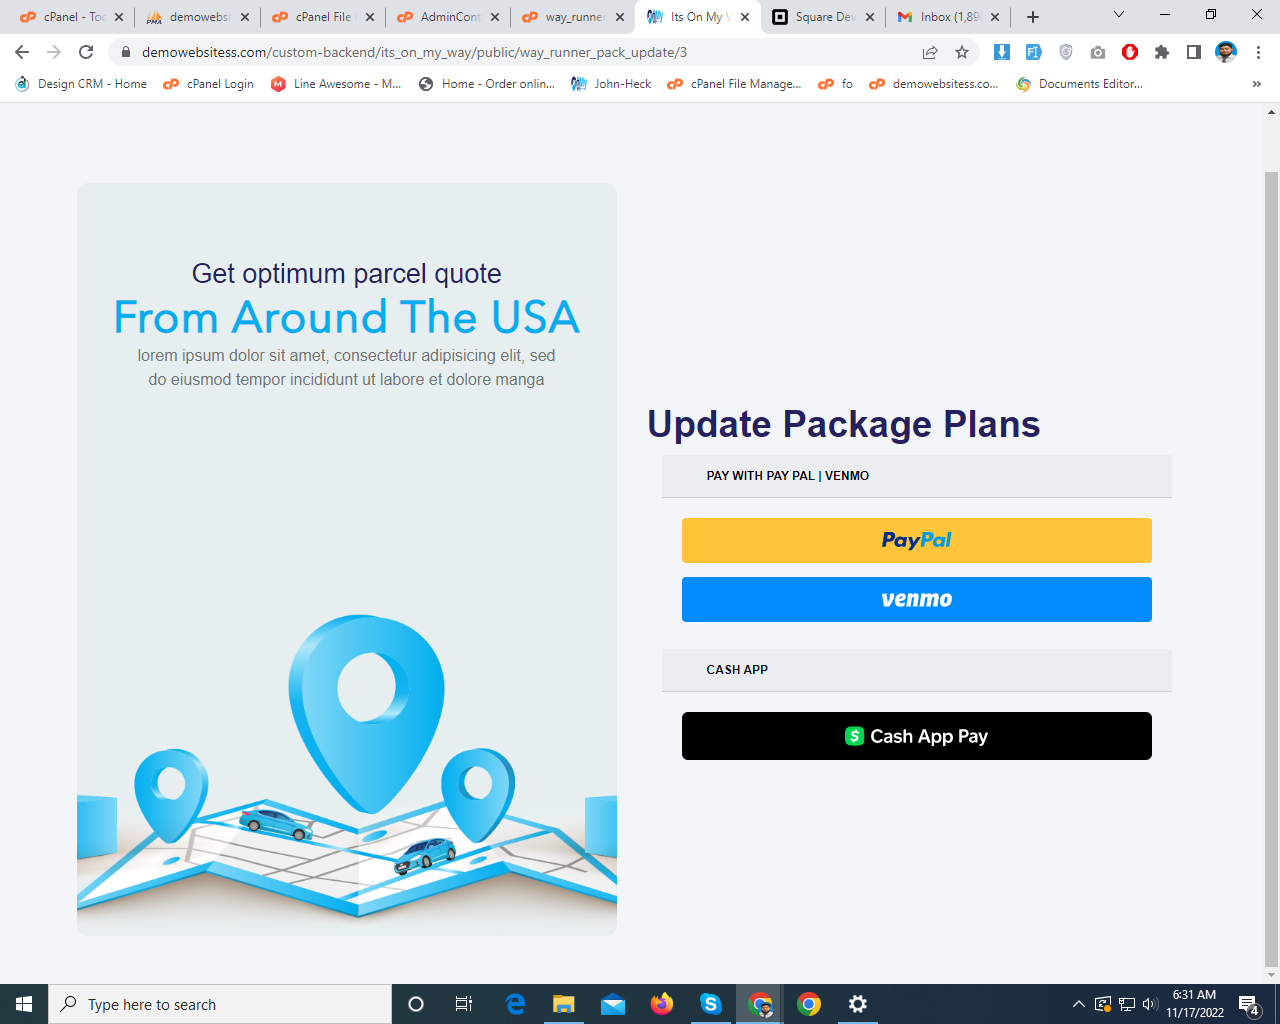 cPanel - Too
PMA
demowebsi
cPanel File
AdminCont
way_runner
Its On My W
Square Dev
Inbox (1,89
demowebsitess.com/custom-backend/its_on_my_way/public/way_runner_pack_update/3
Design CRM - Home
cPanel Login
Line Awesome - M...
Home - Order onlin...
John-Heck
cPanel File Manage...
fo
demowebsitess.co...
Documents Editor...
»
Get optimum parcel quote
From Around The USA
lorem ipsum dolor sit amet, consectetur adipisicing elit, sed
do eiusmod tempor incididunt ut labore et dolore manga
Update Package Plans
PAY WITH PAY PAL | VENMO
PayPal
venmo
CASH APP
Cash App Pay
Type here to search
6:31 AM
11/17/2022
4